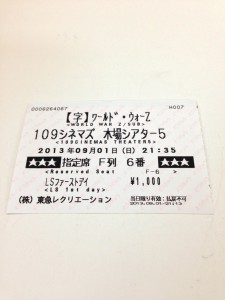 0006264067 H007
【字】ワールド・ウォーZ
<WORLD WAR Z/SUB>
109シネマズ 木場シアター5
<109CINEMAS THEATER5>
2013年09月01日(日) 21:35
★★★ 指定席 F列 6番 ★★★
<Reserved Seat F-6 >
LSファーストデイ ¥1,000
<LS 1st day>
(株)東急レクリエーション 当日限り有効:払戻不可